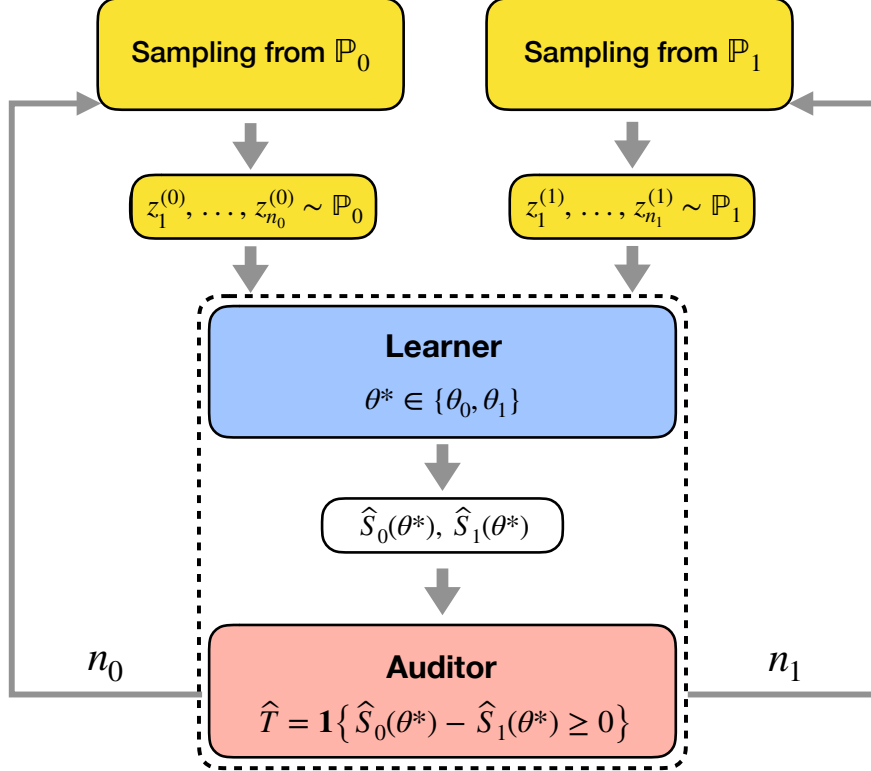 Sampling from ℙ₀
Sampling from ℙ₁
z₁⁽⁰⁾, . . . , zₙ₀⁽⁰⁾ ∼ ℙ₀
z₁⁽¹⁾, . . . , zₙ₁⁽¹⁾ ∼ ℙ₁
Learner
θ* ∈ {θ₀, θ₁}
Ŝ₀(θ*), Ŝ₁(θ*)
n₀
n₁
Auditor
T̂ = 𝟏{Ŝ₀(θ*) − Ŝ₁(θ*) ≥ 0}